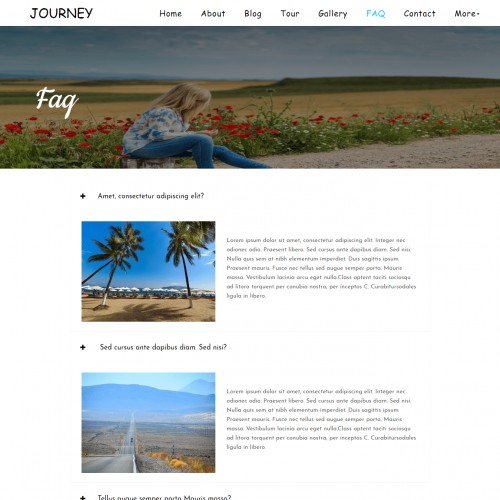 JOURNEY
Home About Blog Tour Gallery FAQ Contact More
Faq
Amet, consectetur adipiscing elit?
Lorem ipsum dolor sit amet, consectetur adipiscing elit. Integer nec
odionec odio. Praesent libero. Sed cursus ante dapibus diam. Sed nisi.
Nulla quis sem at nibh elementum imperdiet. Duis sagittis ipsum.
Praesent mauris. Fusce nec tellus sed augue semper porta. Mauris
massa. Vestibulum lacinia arcu eget nulla.Class aptent taciti sociosqu
ad litora torquent per conubia nostra, per inceptos C. Curabitursodales
ligula in libero.
Sed cursus ante dapibus diam. Sed nisi?
Lorem ipsum dolor sit amet, consectetur adipiscing elit. Integer nec
odionec odio. Praesent libero. Sed cursus ante dapibus diam. Sed nisi.
Nulla quis sem at nibh elementum imperdiet. Duis sagittis ipsum.
Praesent mauris. Fusce nec tellus sed augue semper porta. Mauris
massa. Vestibulum lacinia arcu eget nulla.Class aptent taciti sociosqu
ad litora torquent per conubia nostra, per inceptos C. Curabitursodales
ligula in libero.
Tellus augue semper porta Mauris massa?